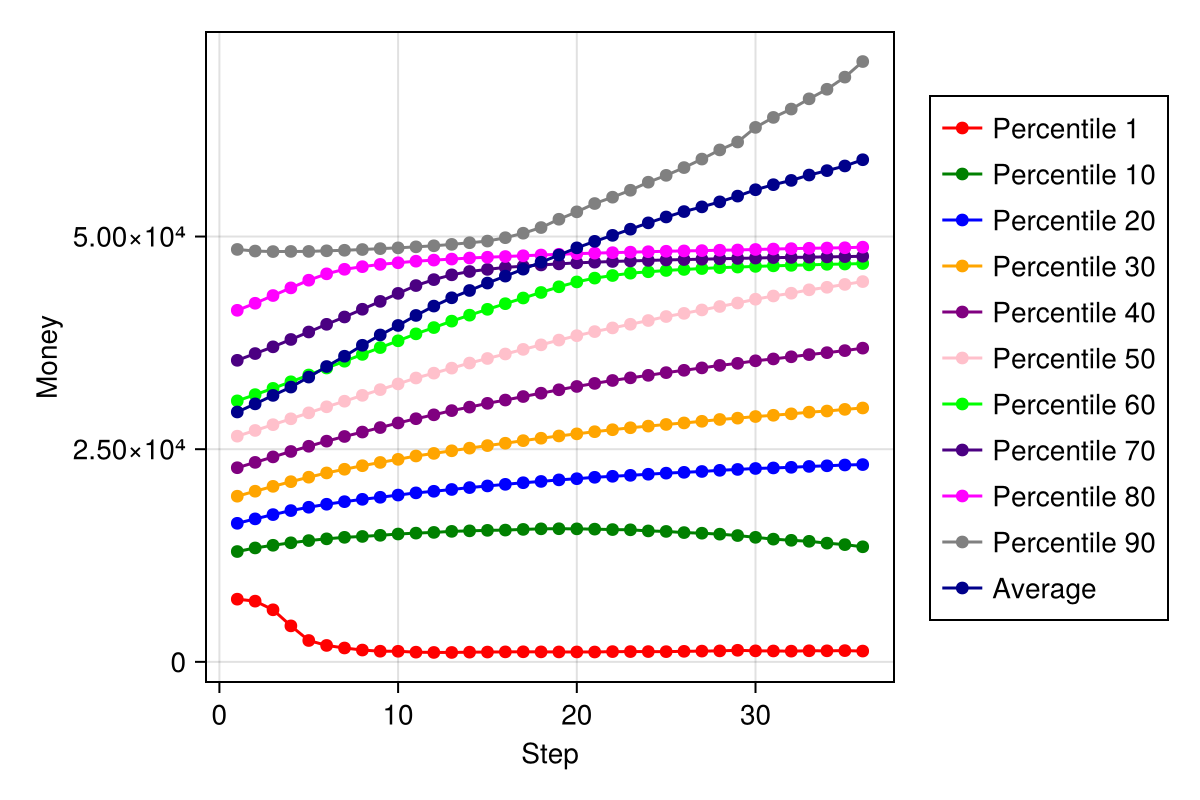 5.00×10⁴
2.50×10⁴
0
0 10 20 30
Money
Step
Percentile 1
Percentile 10
Percentile 20
Percentile 30
Percentile 40
Percentile 50
Percentile 60
Percentile 70
Percentile 80
Percentile 90
Average